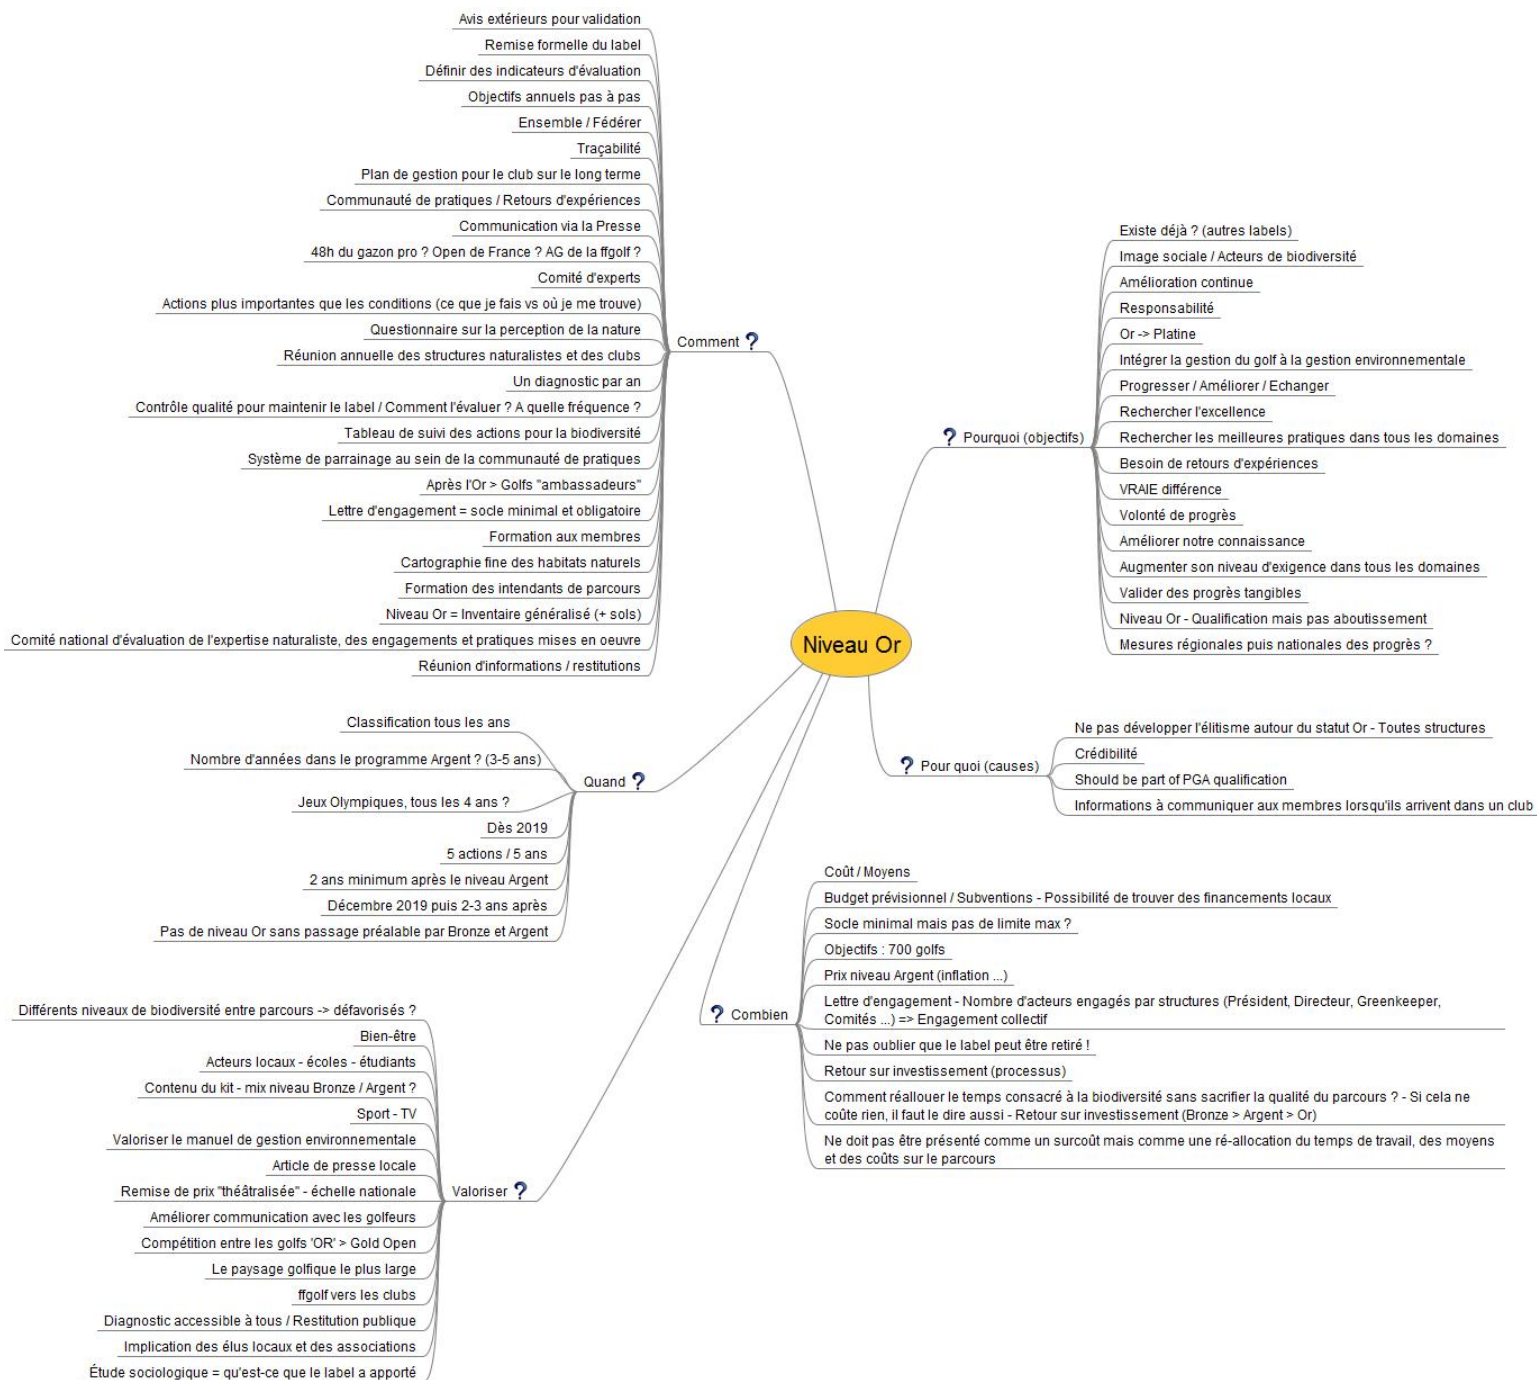 Avis extérieurs pour validation
Remise formelle du label
Définir des indicateurs d'évaluation
Objectifs annuels pas à pas
Ensemble / Fédérer
Traçabilité
Plan de gestion pour le club sur le long terme
Communauté de pratiques / Retours d'expériences
Communication via la Presse
48h du gazon pro ? Open de France ? AG de la ffgolf ?
Comité d'experts
Actions plus importantes que les conditions (ce que je fais vs où je me trouve)
Questionnaire sur la perception de la nature
Réunion annuelle des structures naturalistes et des clubs
Un diagnostic par an
Contrôle qualité pour maintenir le label / Comment l'évaluer ? A quelle fréquence ?
Tableau de suivi des actions pour la biodiversité
Système de parrainage au sein de la communauté de pratiques
Après l'Or > Golfs "ambassadeurs"
Lettre d'engagement = socle minimal et obligatoire
Formation aux membres
Cartographie fine des habitats naturels
Formation des intendants de parcours
Niveau Or = Inventaire généralisé (+ sols)
Comité national d'évaluation de l'expertise naturaliste, des engagements et pratiques mises en oeuvre
Réunion d'informations / restitutions
Comment ?
Existe déjà ? (autres labels)
Image sociale / Acteurs de biodiversité
Amélioration continue
Responsabilité
Or -> Platine
Intégrer la gestion du golf à la gestion environnementale
Progresser / Améliorer / Echanger
Rechercher l'excellence
? Pourquoi (objectifs)
Rechercher les meilleures pratiques dans tous les domaines
Besoin de retours d'expériences
VRAIE différence
Volonté de progrès
Améliorer notre connaissance
Augmenter son niveau d'exigence dans tous les domaines
Valider des progrès tangibles
Niveau Or - Qualification mais pas aboutissement
Mesures régionales puis nationales des progrès ?
Niveau Or
Classification tous les ans
Nombre d'années dans le programme Argent ? (3-5 ans)
Jeux Olympiques, tous les 4 ans ?
Dès 2019
5 actions / 5 ans
2 ans minimum après le niveau Argent
Décembre 2019 puis 2-3 ans après
Pas de niveau Or sans passage préalable par Bronze et Argent
Quand ?
Ne pas développer l'élitisme autour du statut Or - Toutes structures
Crédibilité
? Pour quoi (causes)
Should be part of PGA qualification
Informations à communiquer aux membres lorsqu'ils arrivent dans un club
Coût / Moyens
Budget prévisionnel / Subventions - Possibilité de trouver des financements locaux
Socle minimal mais pas de limite max ?
Objectifs : 700 golfs
Prix niveau Argent (inflation ...)
Lettre d'engagement - Nombre d'acteurs engagés par structures (Président, Directeur, Greenkeeper,
Comités ...) => Engagement collectif
? Combien
Ne pas oublier que le label peut être retiré !
Retour sur investissement (processus)
Comment réallouer le temps consacré à la biodiversité sans sacrifier la qualité du parcours ? - Si cela ne
coûte rien, il faut le dire aussi - Retour sur investissement (Bronze > Argent > Or)
Ne doit pas être présenté comme un surcoût mais comme une ré-allocation du temps de travail, des moyens
et des coûts sur le parcours
Différents niveaux de biodiversité entre parcours -> défavorisés ?
Bien-être
Acteurs locaux - écoles - étudiants
Contenu du kit - mix niveau Bronze / Argent ?
Sport - TV
Valoriser le manuel de gestion environnementale
Article de presse locale
Remise de prix "théâtralisée" - échelle nationale
Améliorer communication avec les golfeurs
Compétition entre les golfs 'OR' > Gold Open
Le paysage golfique le plus large
ffgolf vers les clubs
Diagnostic accessible à tous / Restitution publique
Implication des élus locaux et des associations
Étude sociologique = qu'est-ce que le label a apporté
Valoriser ?